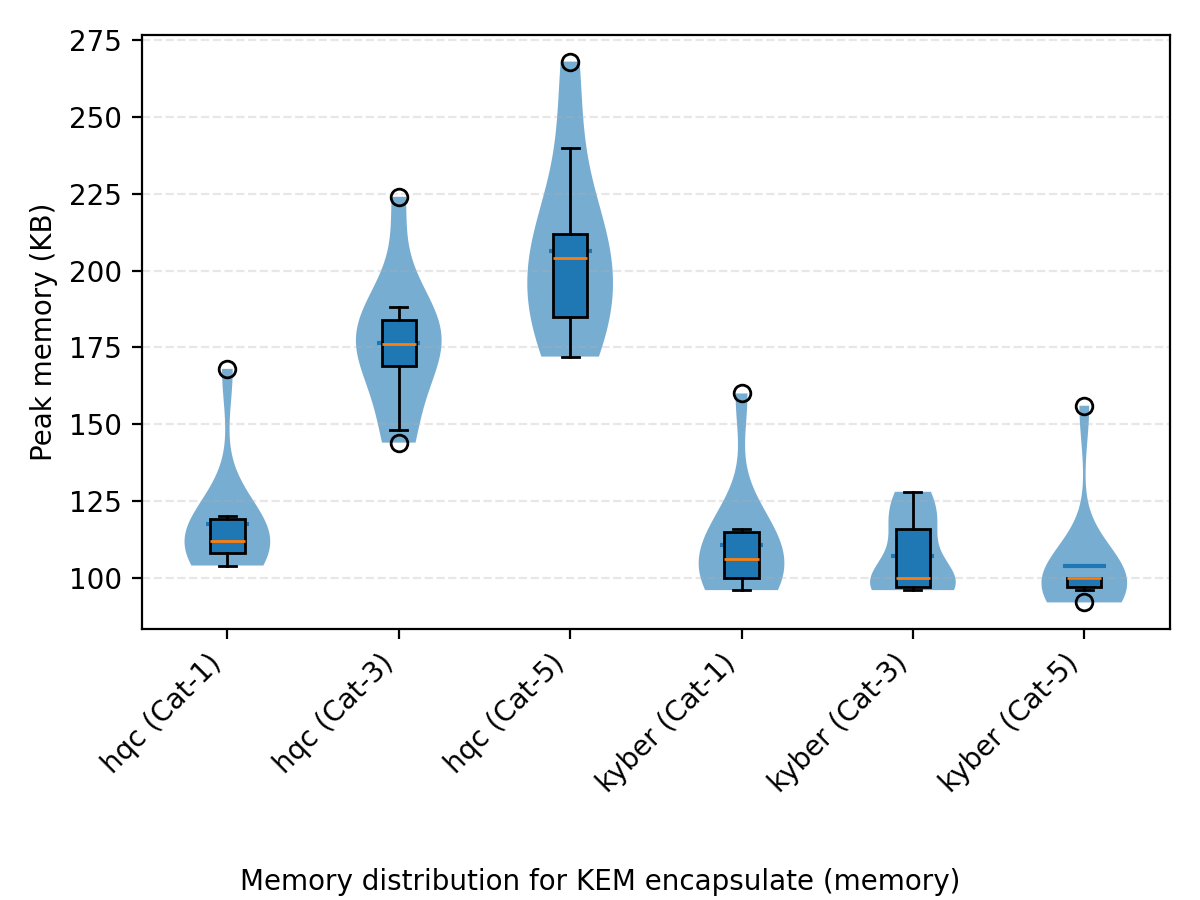 275
250
225
200
175
150
125
100
Peak memory (KB)
hqc (Cat-1)
hqc (Cat-3)
hqc (Cat-5)
kyber (Cat-1)
kyber (Cat-3)
kyber (Cat-5)
Memory distribution for KEM encapsulate (memory)